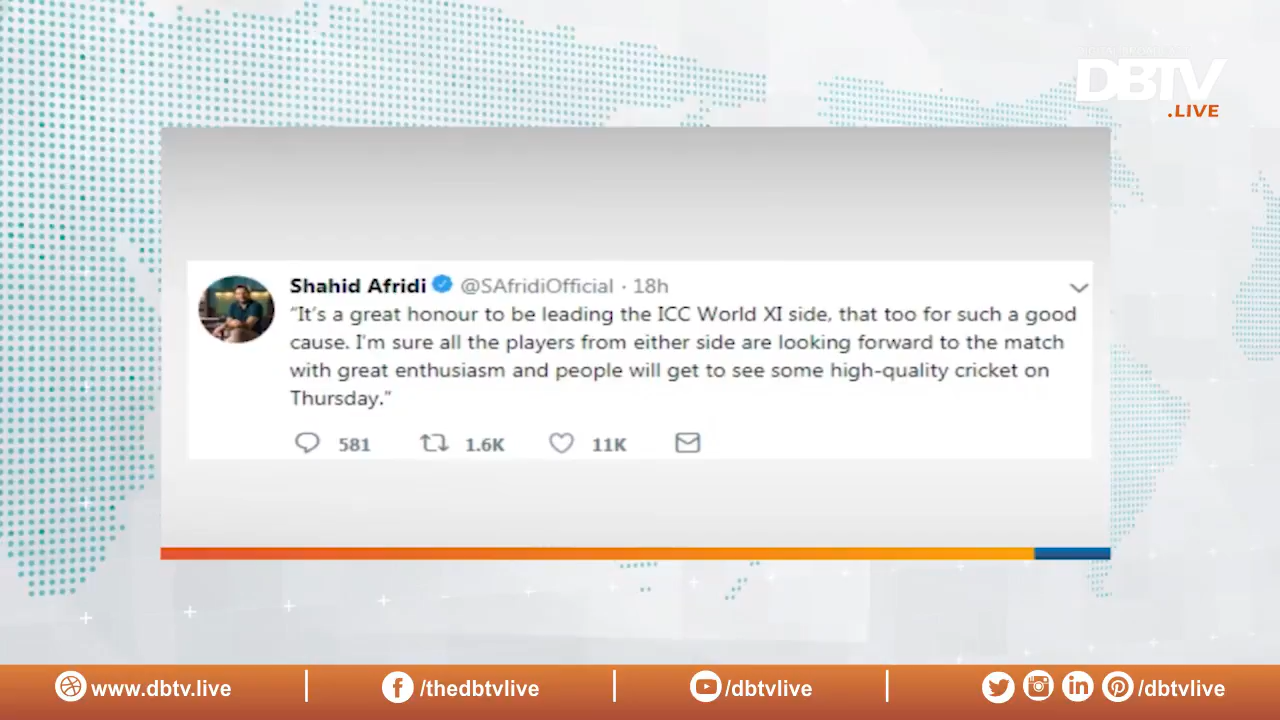 DBTV
.LIVE
Shahid Afridi @SAfridiOfficial · 18h
“It's a great honour to be leading the ICC World XI side, that too for such a good
cause. I'm sure all the players from either side are looking forward to the match
with great enthusiasm and people will get to see some high-quality cricket on
Thursday.”
581 1.6K 11K
www.dbtv.live /thedbtvlive /dbtvlive /dbtvlive